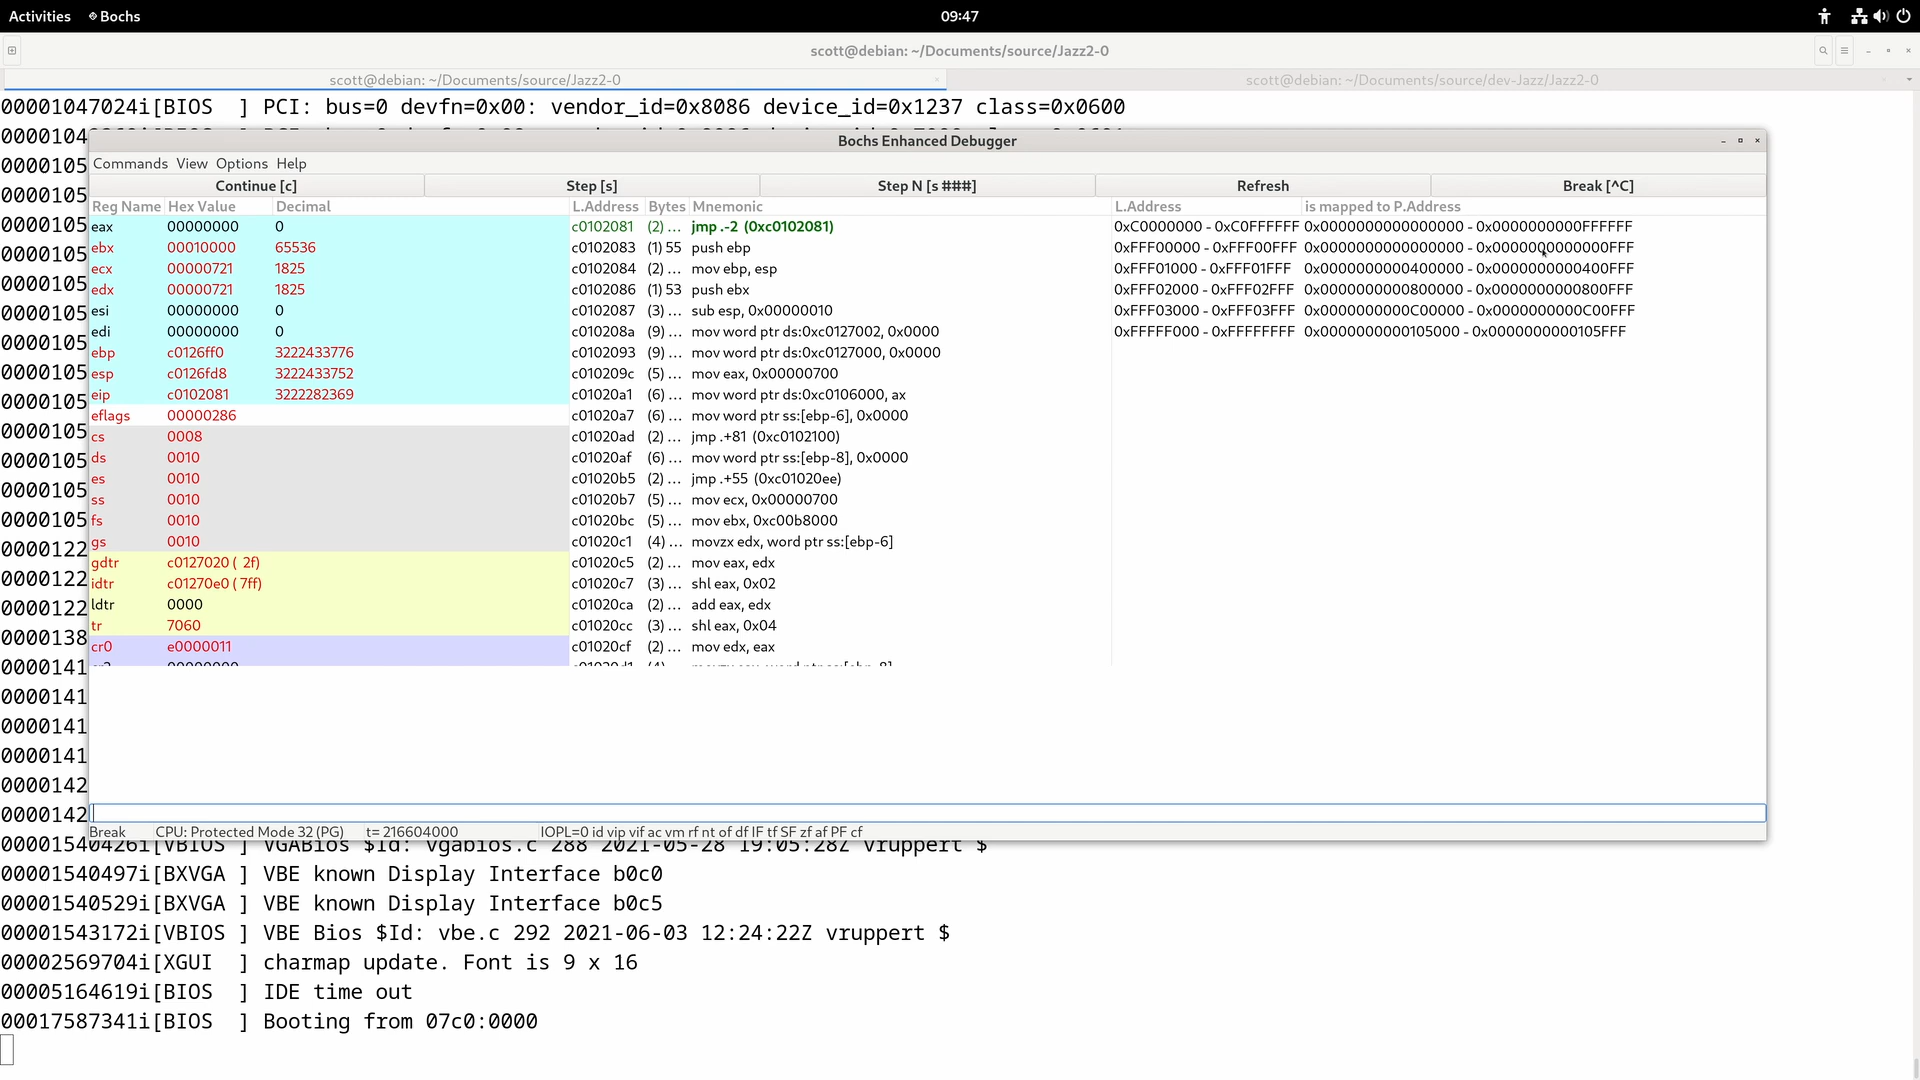 Activities Bochs 09:47
scott@debian: ~/Documents/source/Jazz2-0
scott@debian: ~/Documents/source/Jazz2-0 scott@debian: ~/Documents/source/dev-Jazz/Jazz2-0
00001047024i[BIOS ] PCI: bus=0 devfn=0x00: vendor_id=0x8086 device_id=0x1237 class=0x0600
Bochs Enhanced Debugger
Commands View Options Help
Continue [c] Step [s] Step N [s ###] Refresh Break [^C]
Reg Name Hex Value Decimal L.Address Bytes Mnemonic L.Address is mapped to P.Address
eax 00000000 0 c0102081 (2) ... jmp .-2 (0xc0102081) 0xC0000000 - 0xC0FFFFFF 0x0000000000000000 - 0x0000000000FFFFFF
ebx 00010000 65536 c0102083 (1) 55 push ebp 0xFFF00000 - 0xFFF00FFF 0x0000000000000000 - 0x0000000000000FFF
ecx 00000721 1825 c0102084 (2) ... mov ebp, esp 0xFFF01000 - 0xFFF01FFF 0x0000000000400000 - 0x0000000000400FFF
edx 00000721 1825 c0102086 (1) 53 push ebx 0xFFF02000 - 0xFFF02FFF 0x0000000000800000 - 0x0000000000800FFF
esi 00000000 0 c0102087 (3) ... sub esp, 0x00000010 0xFFF03000 - 0xFFF03FFF 0x0000000000C00000 - 0x0000000000C00FFF
edi 00000000 0 c010208a (9) ... mov word ptr ds:0xc0127002, 0x0000 0xFFFFF000 - 0xFFFFFFFF 0x0000000000105000 - 0x0000000000105FFF
ebp c0126ff0 3222433776 c0102093 (9) ... mov word ptr ds:0xc0127000, 0x0000
esp c0126fd8 3222433752 c010209c (5) ... mov eax, 0x00000700
eip c0102081 3222282369 c01020a1 (6) ... mov word ptr ds:0xc0106000, ax
eflags 00000286 c01020a7 (6) ... mov word ptr ss:[ebp-6], 0x0000
cs 0008 c01020ad (2) ... jmp .+81 (0xc0102100)
ds 0010 c01020af (6) ... mov word ptr ss:[ebp-8], 0x0000
es 0010 c01020b5 (2) ... jmp .+55 (0xc01020ee)
ss 0010 c01020b7 (5) ... mov ecx, 0x00000700
fs 0010 c01020bc (5) ... mov ebx, 0xc00b8000
gs 0010 c01020c1 (4) ... movzx edx, word ptr ss:[ebp-6]
gdtr c0127020 ( 2f) c01020c5 (2) ... mov eax, edx
idtr c01270e0 ( 7ff) c01020c7 (3) ... shl eax, 0x02
ldtr 0000 c01020ca (2) ... add eax, edx
tr 7060 c01020cc (3) ... shl eax, 0x04
cr0 e0000011 c01020cf (2) ... mov edx, eax
Break CPU: Protected Mode 32 (PG) t= 216604000 IOPL=0 id vip vif ac vm rf nt of df IF tf SF zf af PF cf
00001540426i[VBIOS ] VGABios $Id: vgabios.c 288 2021-05-28 19:05:28Z vruppert $
00001540497i[BXVGA ] VBE known Display Interface b0c0
00001540529i[BXVGA ] VBE known Display Interface b0c5
00001543172i[VBIOS ] VBE Bios $Id: vbe.c 292 2021-06-03 12:24:22Z vruppert $
00002569704i[XGUI ] charmap update. Font is 9 x 16
00005164619i[BIOS ] IDE time out
00017587341i[BIOS ] Booting from 07c0:0000